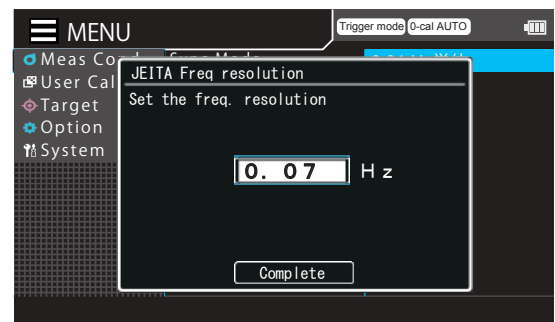 MENU
Trigger mode 0-cal AUTO
Meas Co
User Cal
Target
Option
System
JEITA Freq resolution
Set the freq. resolution
0. 07 Hz
Complete